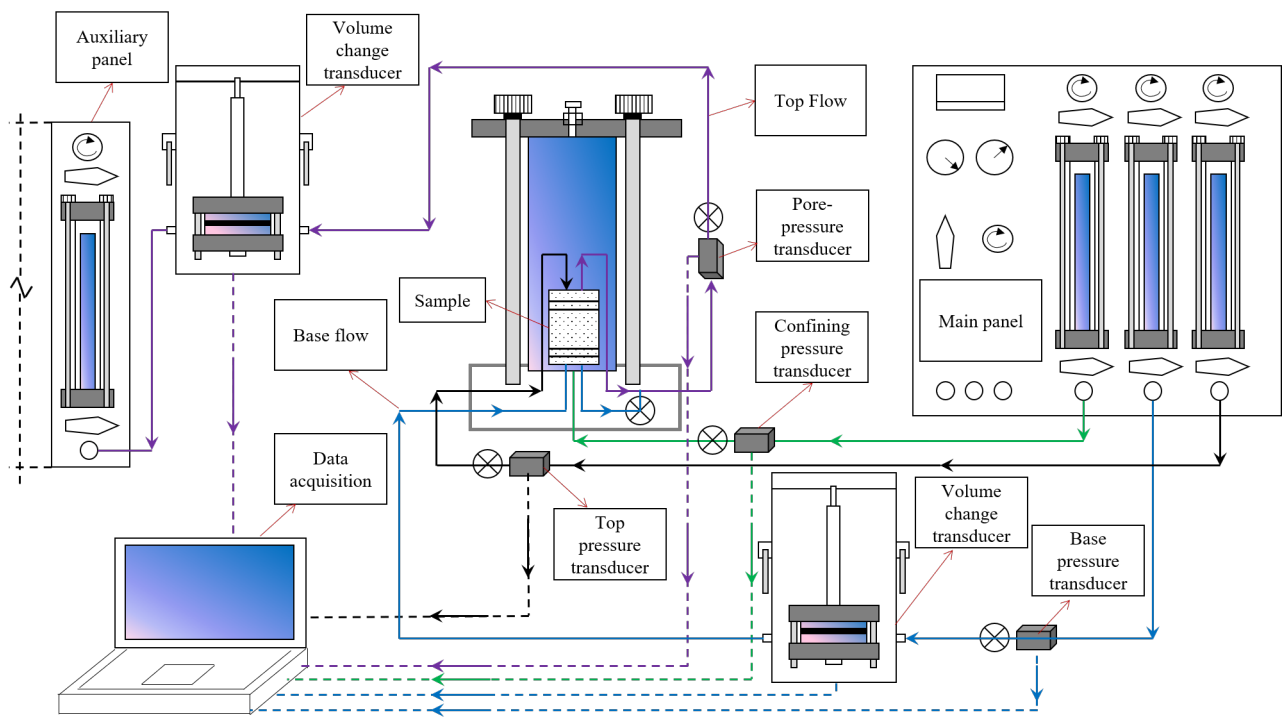 Auxiliary
panel
Volume
change
transducer
Top Flow
Pore-
pressure
transducer
Sample
Base flow
Confining
pressure
transducer
Main panel
Data
acquisition
Top
pressure
transducer
Volume
change
transducer
Base
pressure
transducer